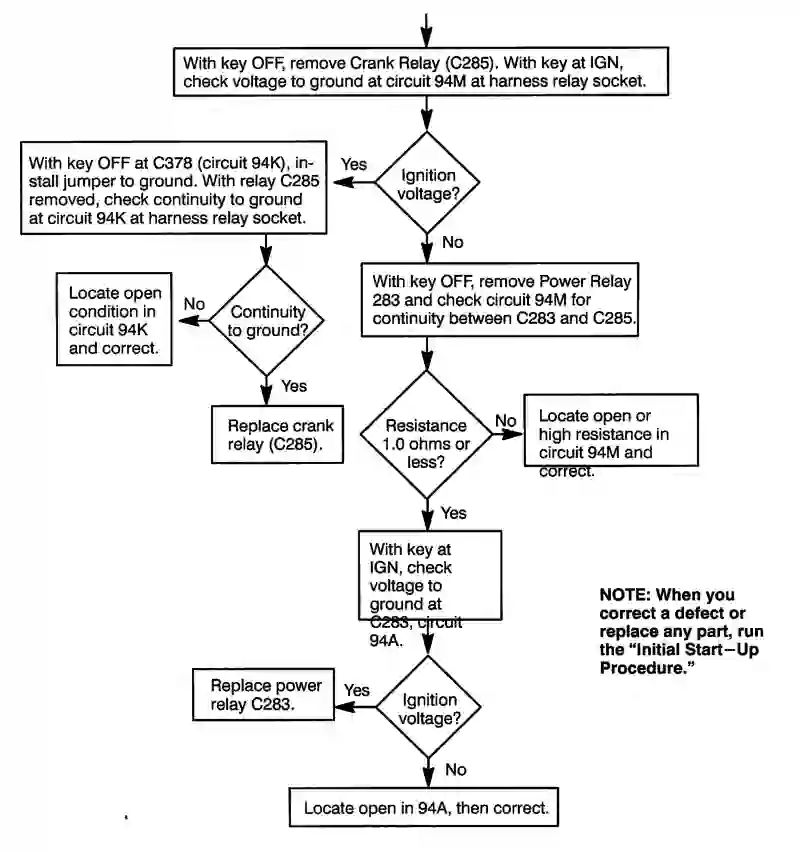 With key OFF, remove Crank Relay (C285). With key at IGN,
check voltage to ground at circuit 94M at harness relay socket.
Ignition
voltage?
Yes
With key OFF at C378 (circuit 94K), in-
stall jumper to ground. With relay C285
removed, check continuity to ground
at circuit 94K at harness relay socket.
No
Continuity
to ground?
No
Locate open
condition in
circuit 94K
and correct.
Yes
Replace crank
relay (C285).
With key OFF, remove Power Relay
283 and check circuit 94M for
continuity between C283 and C285.
Resistance
1.0 ohms or
less?
No
Locate open or
high resistance in
circuit 94M and
correct.
Yes
With key at
IGN, check
voltage to
ground at
C283, circuit
94A.
NOTE: When you
correct a defect or
replace any part, run
the “Initial Start–Up
Procedure.”
Ignition
voltage?
Yes
Replace power
relay C283.
No
Locate open in 94A, then correct.